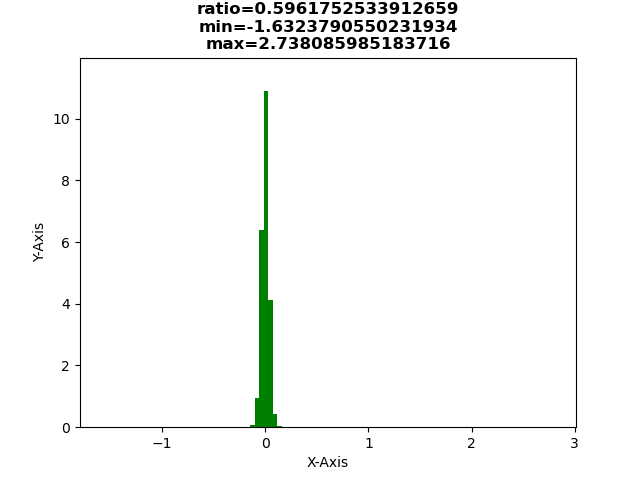 ratio=0.5961752533912659
min=-1.6323790550231934
max=2.738085985183716
10
8
6
4
2
0
Y-Axis
−1
0
1
2
3
X-Axis